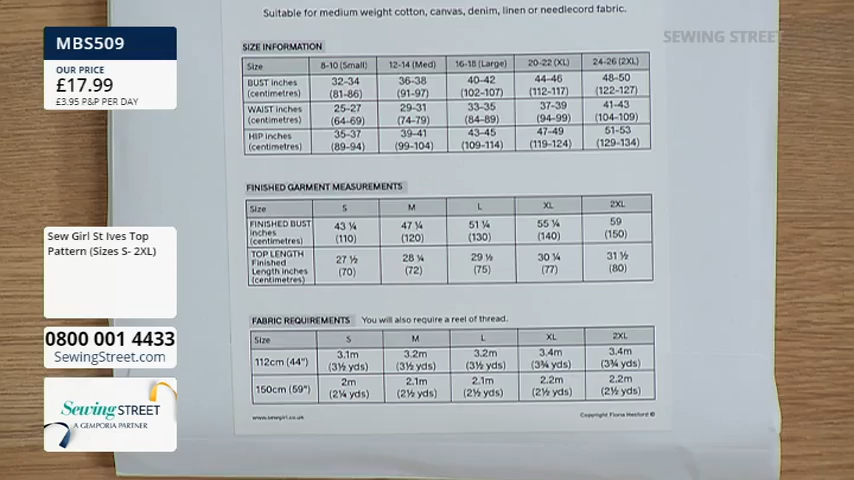 Suitable for medium weight cotton, canvas, denim, linen or needlecord fabric.
SEWING STREET
MBS509
OUR PRICE
£17.99
£3.95 P&P PER DAY
SIZE INFORMATION
Size 8-10 (Small) 12-14 (Med) 16-18 (Large) 20-22 (XL) 24-26 (2XL)
BUST inches 32-34 36-38 40-42 44-46 48-50
(centimetres) (81-86) (91-97) (102-107) (112-117) (122-127)
WAIST inches 25-27 29-31 33-35 37-39 41-43
(centimetres) (64-69) (74-79) (84-89) (94-99) (104-109)
HIP inches 35-37 39-41 43-45 47-49 51-53
(centimetres) (89-94) (99-104) (109-114) (119-124) (129-134)
FINISHED GARMENT MEASUREMENTS
Size S M L XL 2XL
FINISHED BUST 43 ¼ 47 ¼ 51 ¼ 55 ¼ 59
inches
(centimetres) (110) (120) (130) (140) (150)
TOP LENGTH 27 ½ 28 ¼ 29 ½ 30 ¼ 31 ½
Finished
Length inches (70) (72) (75) (77) (80)
(centimetres)
Sew Girl St Ives Top
Pattern (Sizes S- 2XL)
FABRIC REQUIREMENTS You will also require a reel of thread.
Size S M L XL 2XL
112cm (44") 3.1m 3.2m 3.2m 3.4m 3.4m
(3½ yds) (3½ yds) (3½ yds) (3¾ yds) (3¾ yds)
150cm (59") 2m 2.1m 2.1m 2.2m 2.2m
(2¼ yds) (2½ yds) (2½ yds) (2½ yds) (2½ yds)
www.sewgirl.co.uk Copyright Fiona Hesford ©
0800 001 4433
SewingStreet.com
Sewing STREET
A GEMPORIA PARTNER